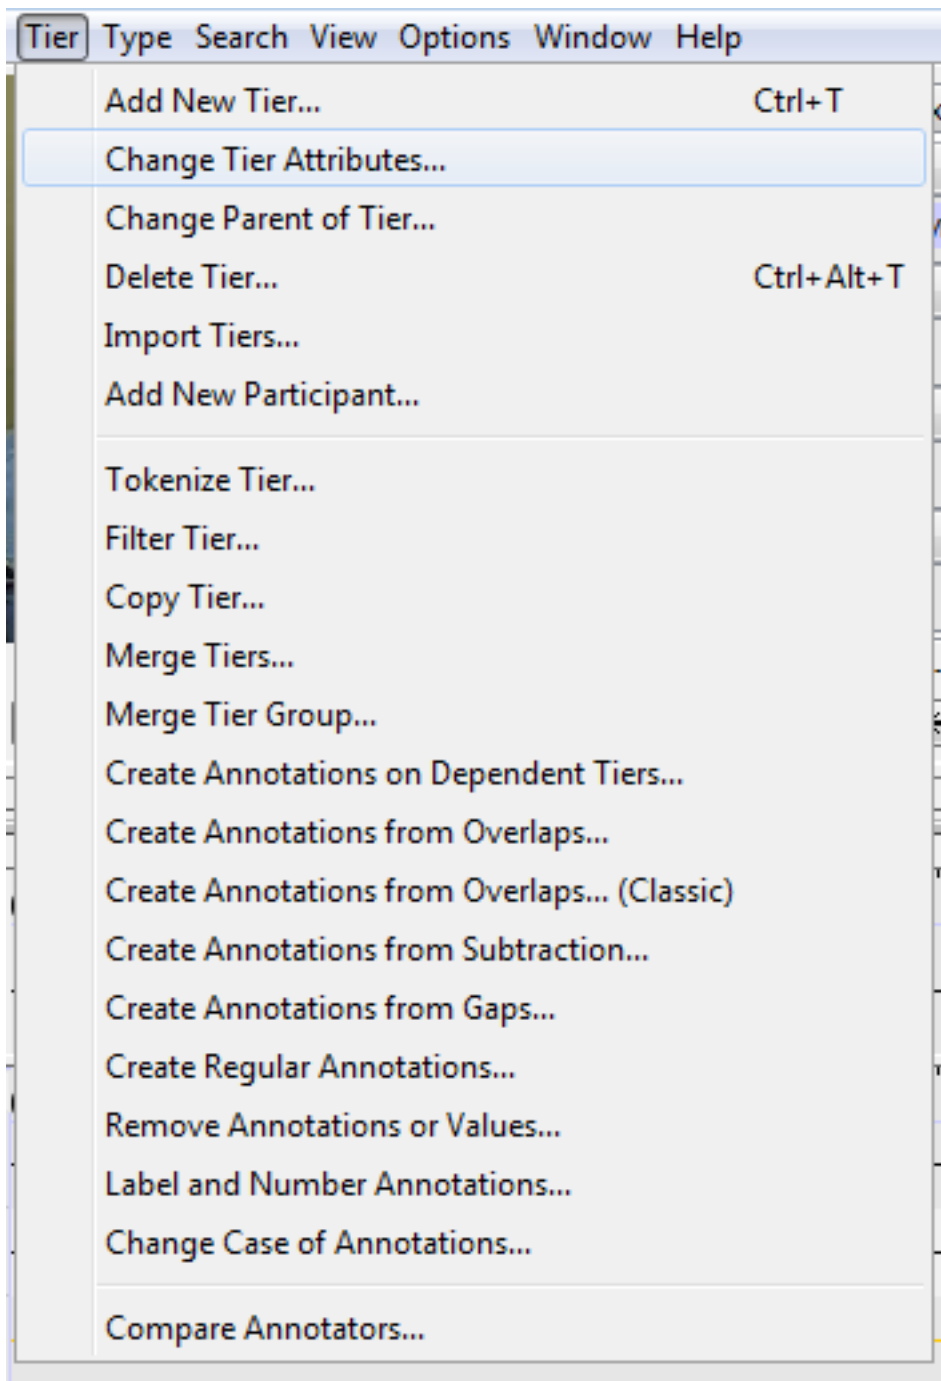 Tier Type Search View Options Window Help
Add New Tier... Ctrl+T
Change Tier Attributes...
Change Parent of Tier...
Delete Tier... Ctrl+Alt+T
Import Tiers...
Add New Participant...
Tokenize Tier...
Filter Tier...
Copy Tier...
Merge Tiers...
Merge Tier Group...
Create Annotations on Dependent Tiers...
Create Annotations from Overlaps...
Create Annotations from Overlaps... (Classic)
Create Annotations from Subtraction...
Create Annotations from Gaps...
Create Regular Annotations...
Remove Annotations or Values...
Label and Number Annotations...
Change Case of Annotations...
Compare Annotators...